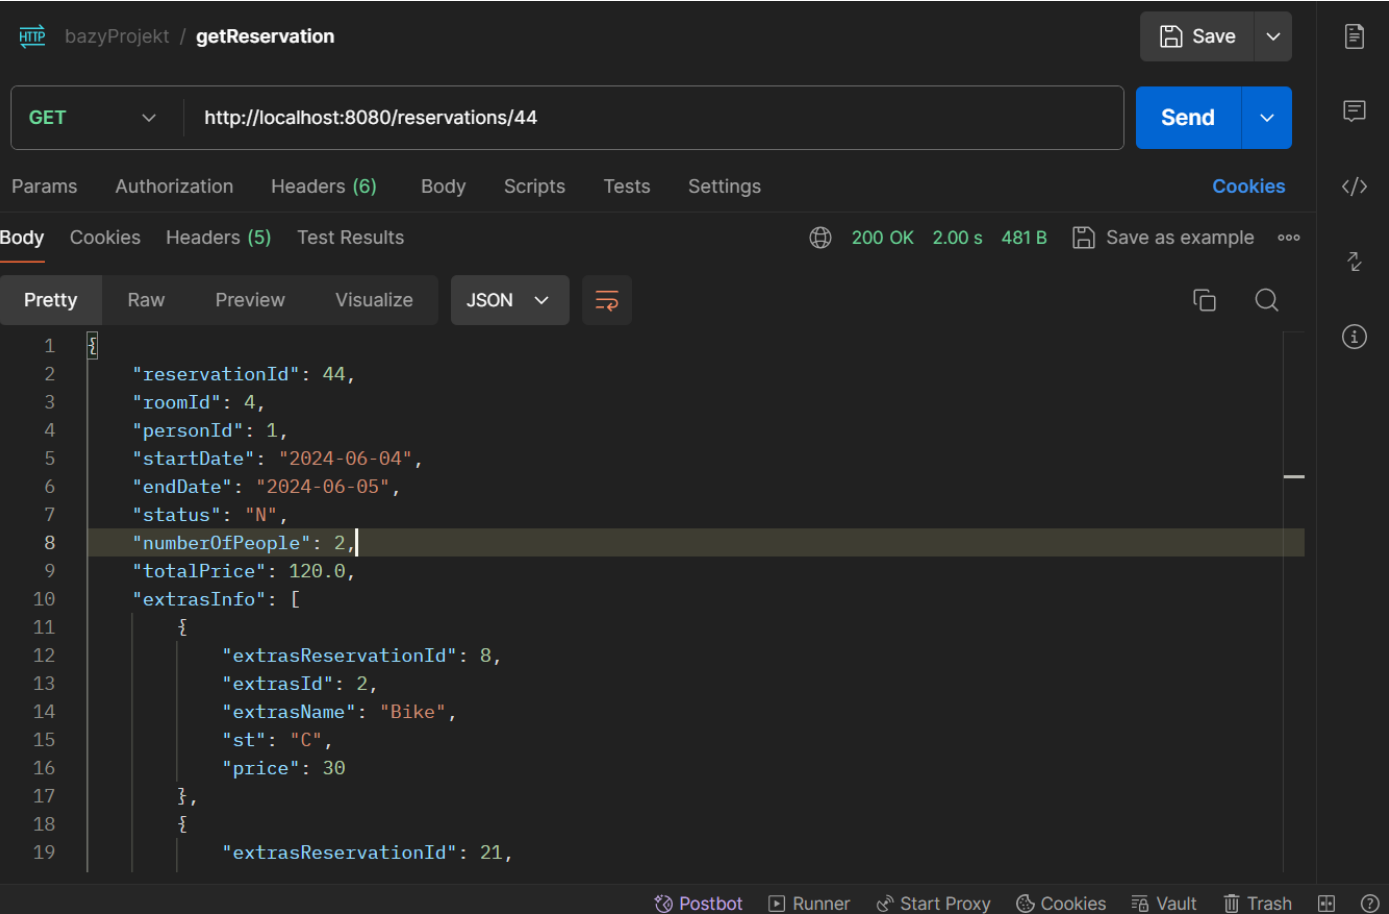 HTTP bazyProjekt / getReservation Save
GET http://localhost:8080/reservations/44 Send
Params Authorization Headers (6) Body Scripts Tests Settings Cookies
Body Cookies Headers (5) Test Results 200 OK 2.00 s 481 B Save as example
Pretty Raw Preview Visualize JSON
1 {
2 "reservationId": 44,
3 "roomId": 4,
4 "personId": 1,
5 "startDate": "2024-06-04",
6 "endDate": "2024-06-05",
7 "status": "N",
8 "numberOfPeople": 2,
9 "totalPrice": 120.0,
10 "extrasInfo": [
11 {
12 "extrasReservationId": 8,
13 "extrasId": 2,
14 "extrasName": "Bike",
15 "st": "C",
16 "price": 30
17 },
18 {
19 "extrasReservationId": 21,
Postbot Runner Start Proxy Cookies Vault Trash